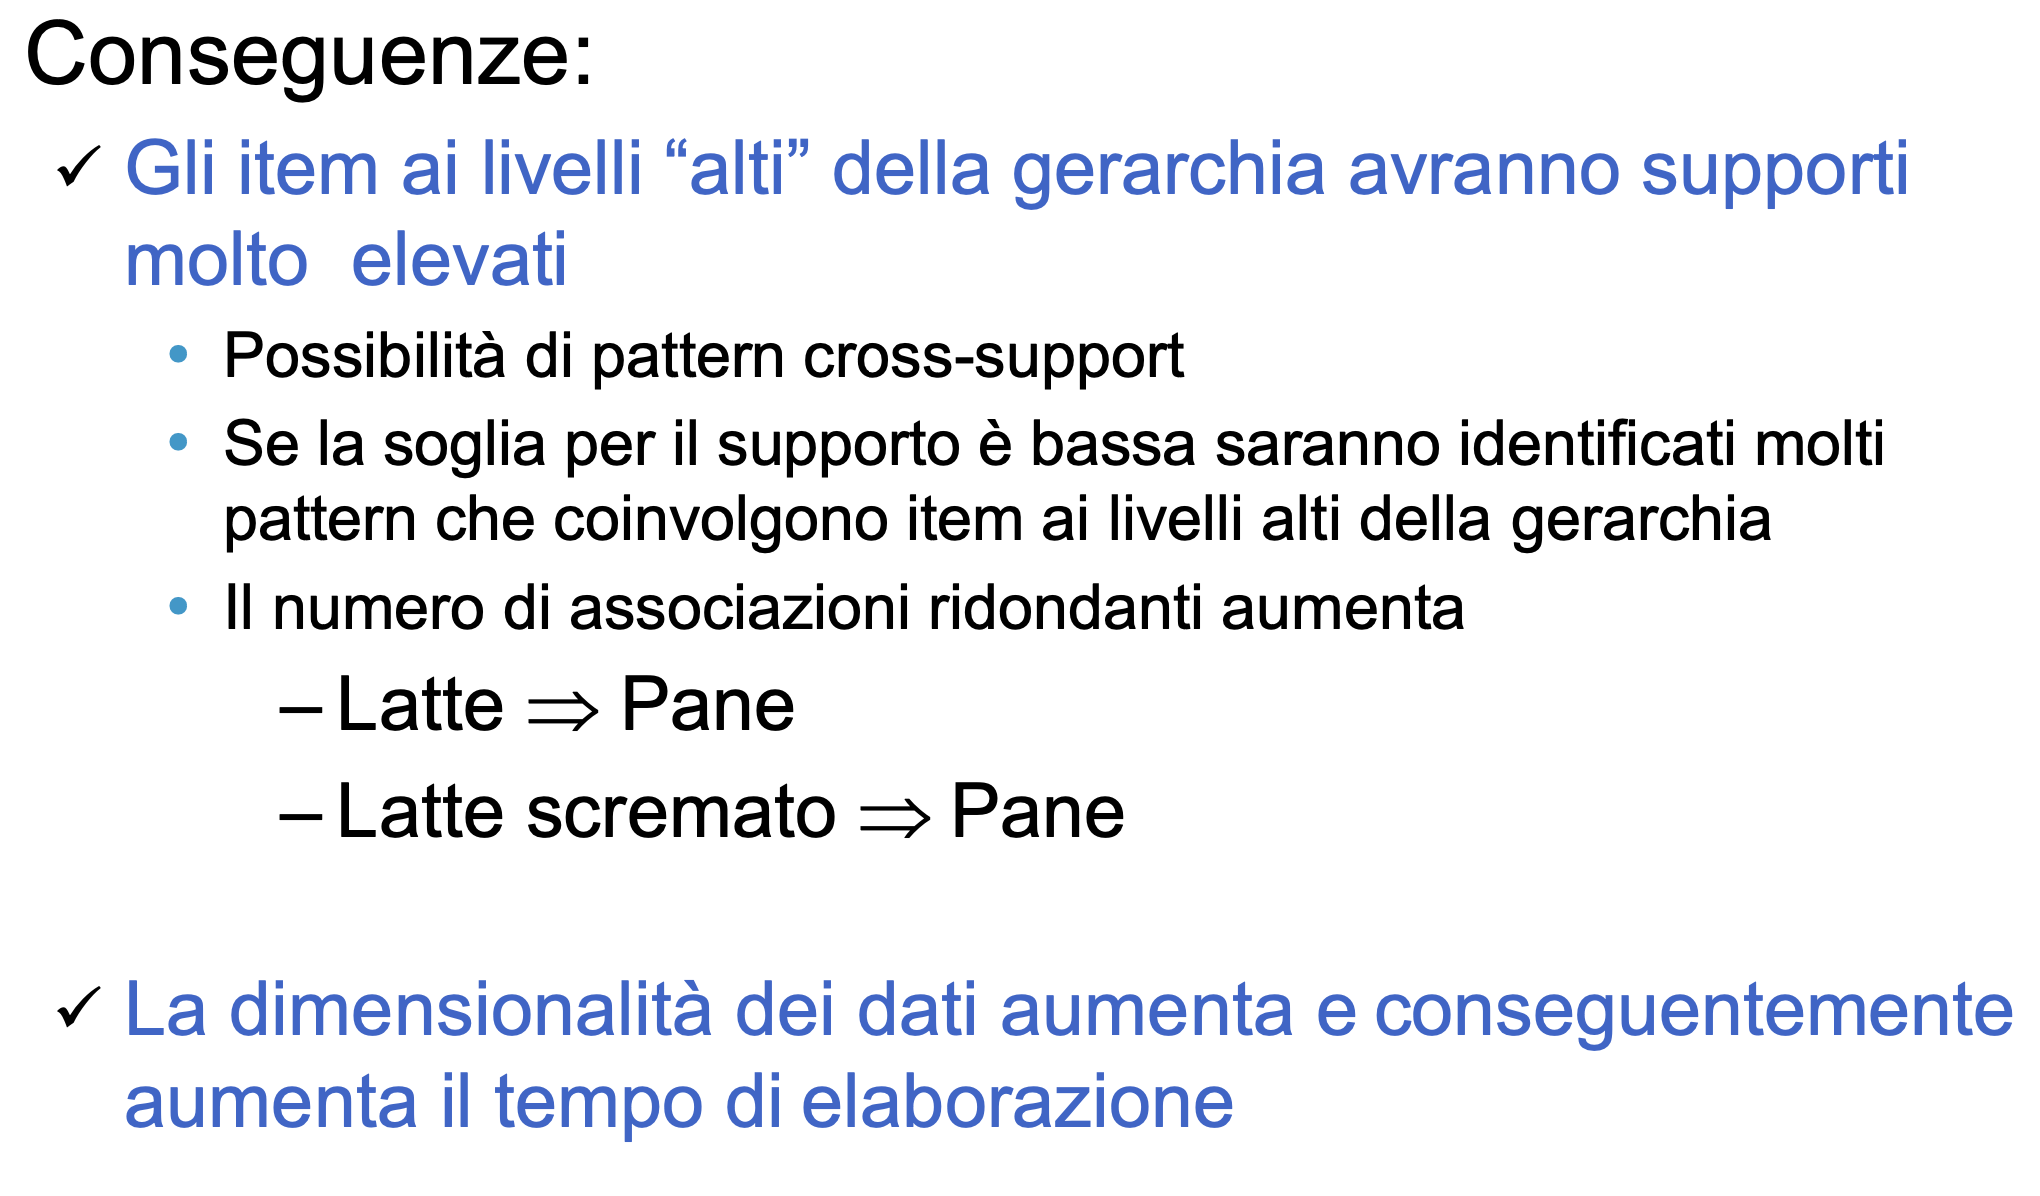 Conseguenze:
✓ Gli item ai livelli “alti” della gerarchia avranno supporti
molto  elevati
• Possibilità di pattern cross-support
• Se la soglia per il supporto è bassa saranno identificati molti
pattern che coinvolgono item ai livelli alti della gerarchia
• Il numero di associazioni ridondanti aumenta
– Latte ⇒ Pane
– Latte scremato ⇒ Pane
✓ La dimensionalità dei dati aumenta e conseguentemente
aumenta il tempo di elaborazione